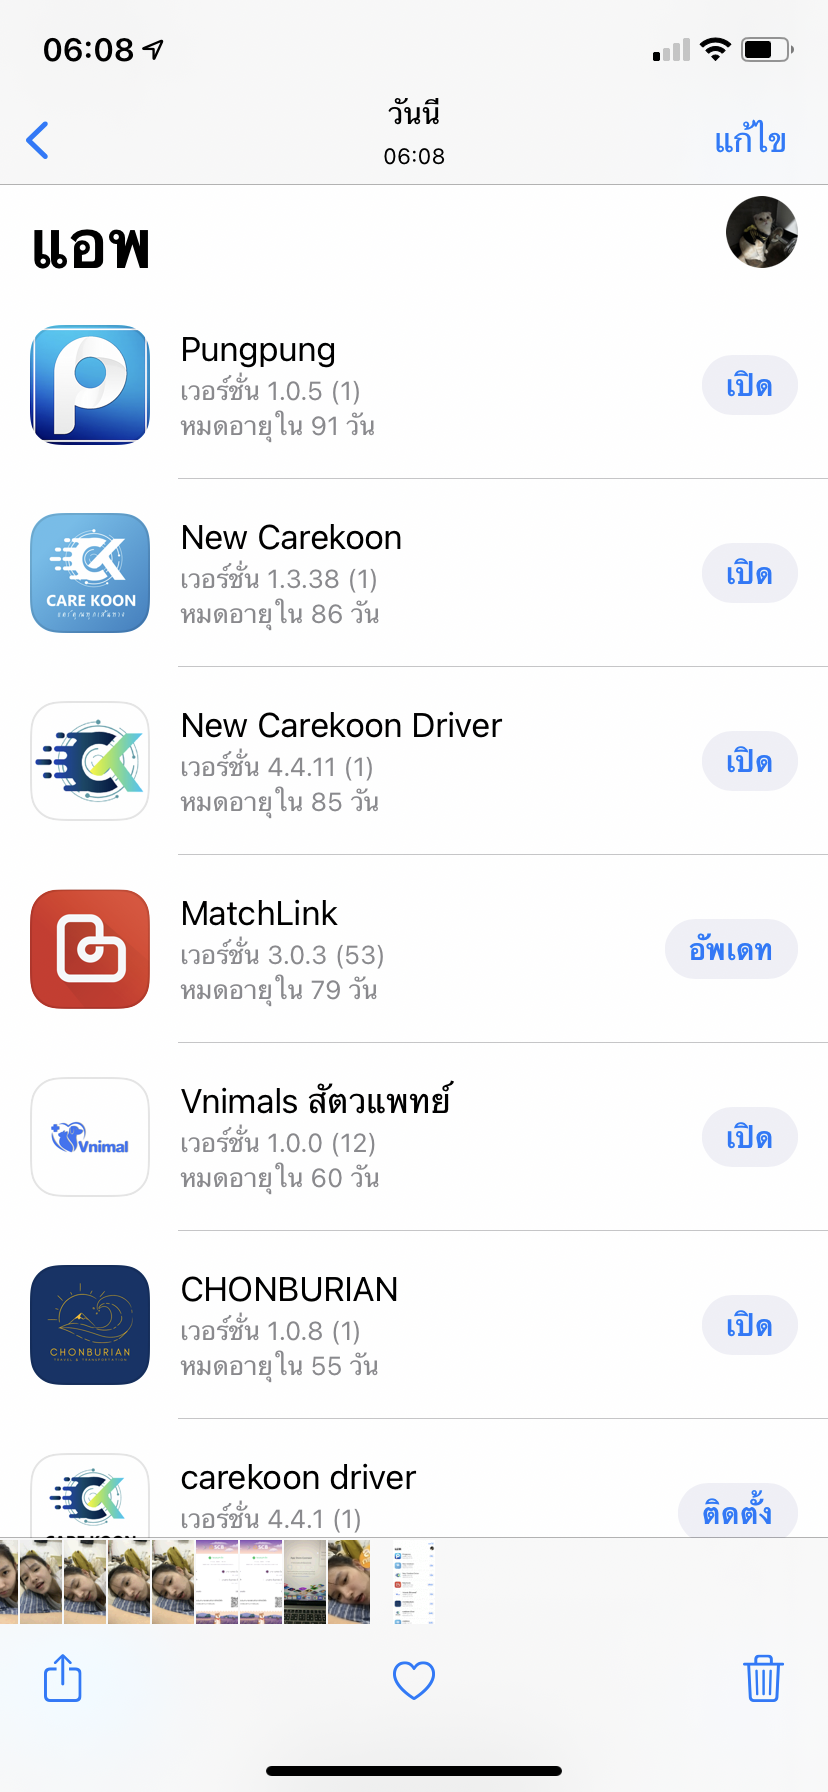 06:08
วันนี้
06:08
แก้ไข
แอพ
Pungpung
เวอร์ชั่น 1.0.5 (1)
หมดอายุใน 91 วัน
เปิด
CARE KOON
New Carekoon
เวอร์ชั่น 1.3.38 (1)
หมดอายุใน 86 วัน
เปิด
New Carekoon Driver
เวอร์ชั่น 4.4.11 (1)
หมดอายุใน 85 วัน
เปิด
MatchLink
เวอร์ชั่น 3.0.3 (53)
หมดอายุใน 79 วัน
อัพเดท
Vnimal
Vnimals สัตวแพทย์
เวอร์ชั่น 1.0.0 (12)
หมดอายุใน 60 วัน
เปิด
CHONBURIAN
TRAVEL & TRANSPORTATION
CHONBURIAN
เวอร์ชั่น 1.0.8 (1)
หมดอายุใน 55 วัน
เปิด
carekoon driver
เวอร์ชั่น 4.4.1 (1)
ติดตั้ง
CARE KOON
SCB
SCB